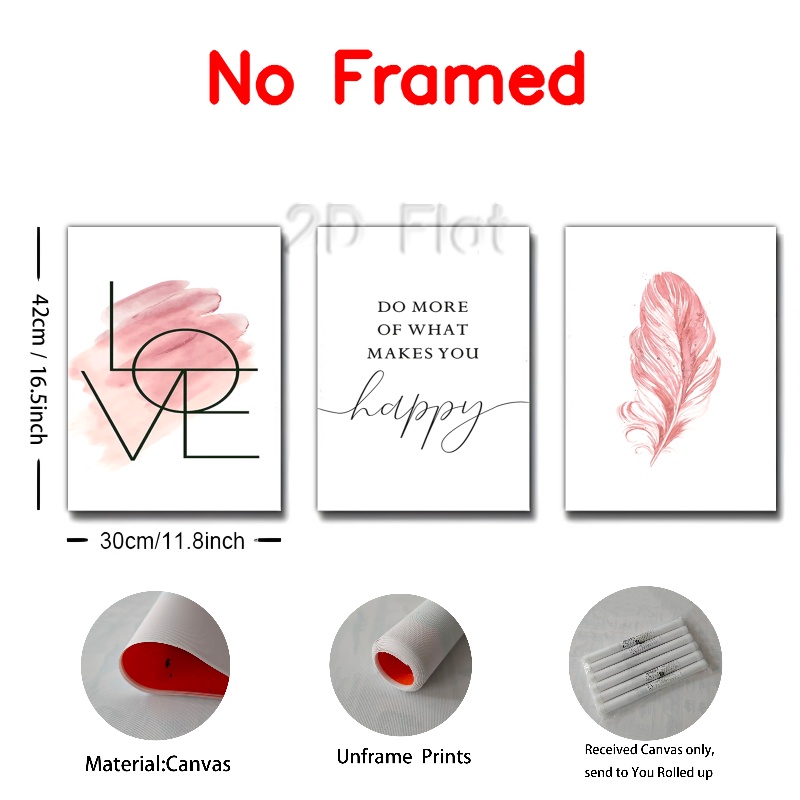 No Framed
2D Flat
42cm / 16.5inch
LOVE
DO MORE
OF WHAT
MAKES YOU
happy
30cm/11.8inch
Material:Canvas
Unframe Prints
Received Canvas only,
send to You Rolled up